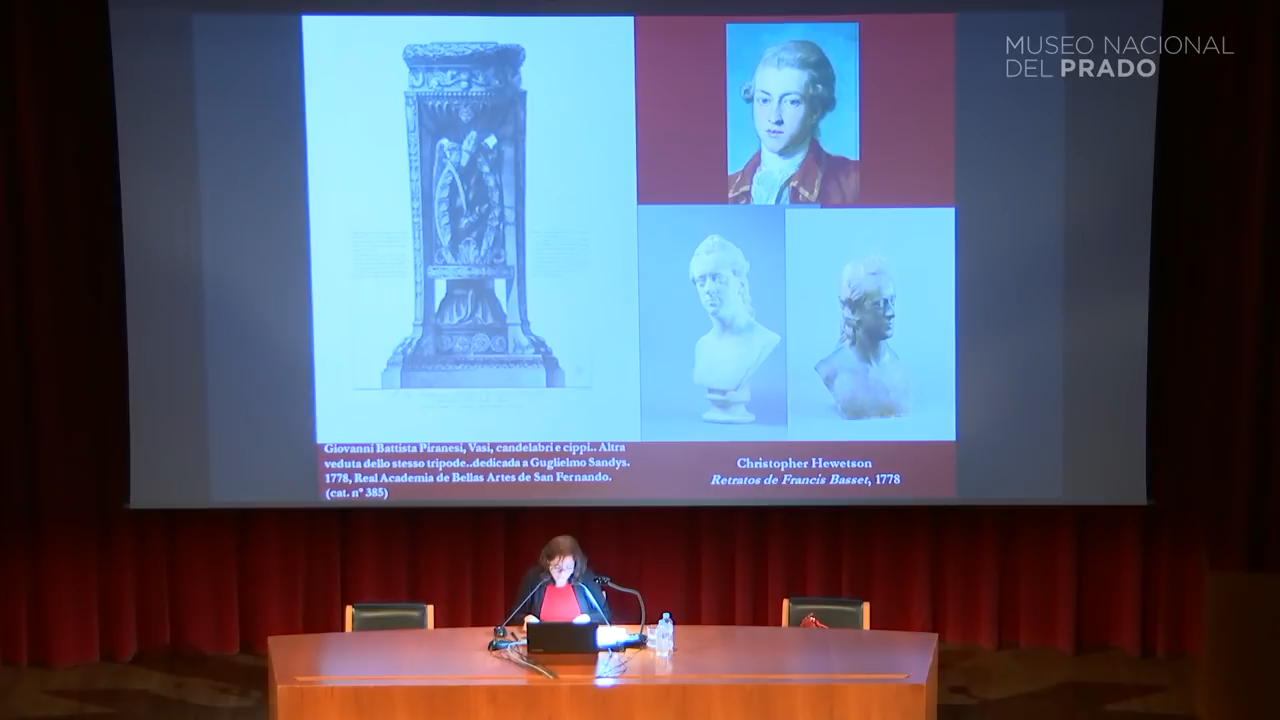 MUSEO NACIONAL
DEL PRADO
Giovanni Battista Piranesi, Vasi, candelabri e cippi.. Altra
veduta dello stesso tripode..dedicada a Guglielmo Sandys.
1778, Real Academia de Bellas Artes de San Fernando.
(cat. nº 385)
Christopher Hewetson
Retratos de Francis Basset, 1778